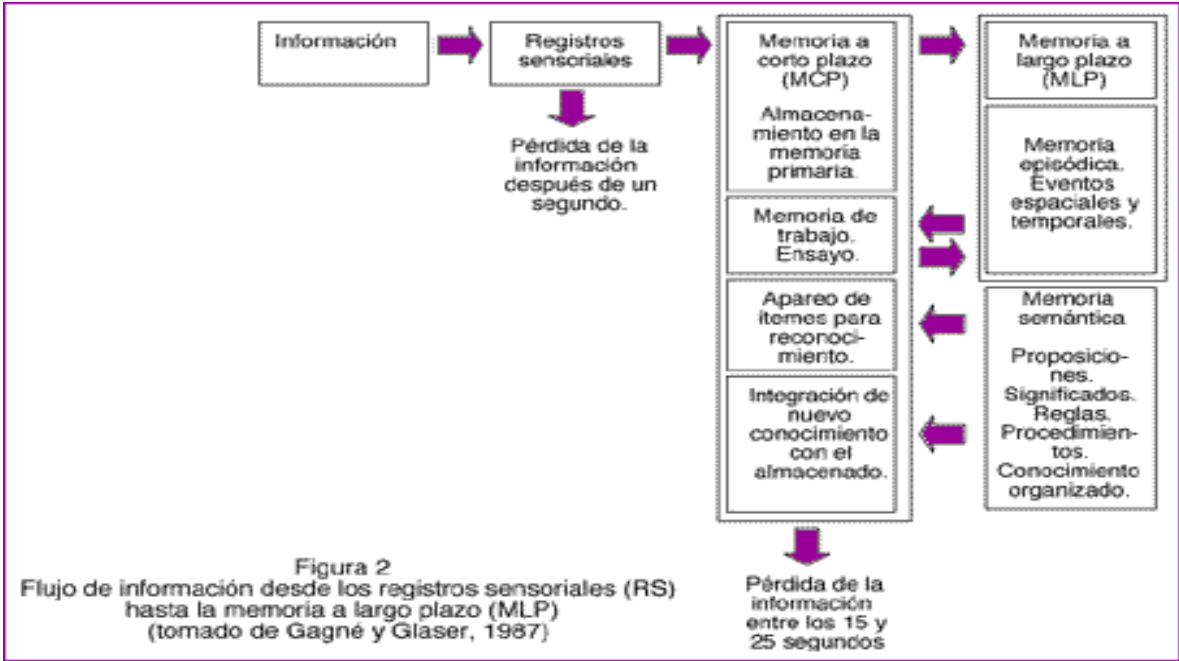 Información
Registros
sensoriales
Pérdida de la
información
después de un
segundo.
Memoria a
corto plazo
(MCP)
Almacena-
miento en la
memoria
primaria.
Memoria de
trabajo.
Ensayo.
Apareo de
ítemes para
reconoci-
miento.
Integración de
nuevo
conocimiento
con el
almacenado.
Pérdida de la
información
entre los 15 y
25 segundos
Memoria a
largo plazo
(MLP)
Memoria
episódica.
Eventos
espaciales y
temporales.
Memoria
semántica
Proposicio-
nes.
Significados.
Reglas.
Procedimien-
tos.
Conocimiento
organizado.
Figura 2
Flujo de información desde los registros sensoriales (RS)
hasta la memoria a largo plazo (MLP)
(tomado de Gagné y Glaser, 1987)